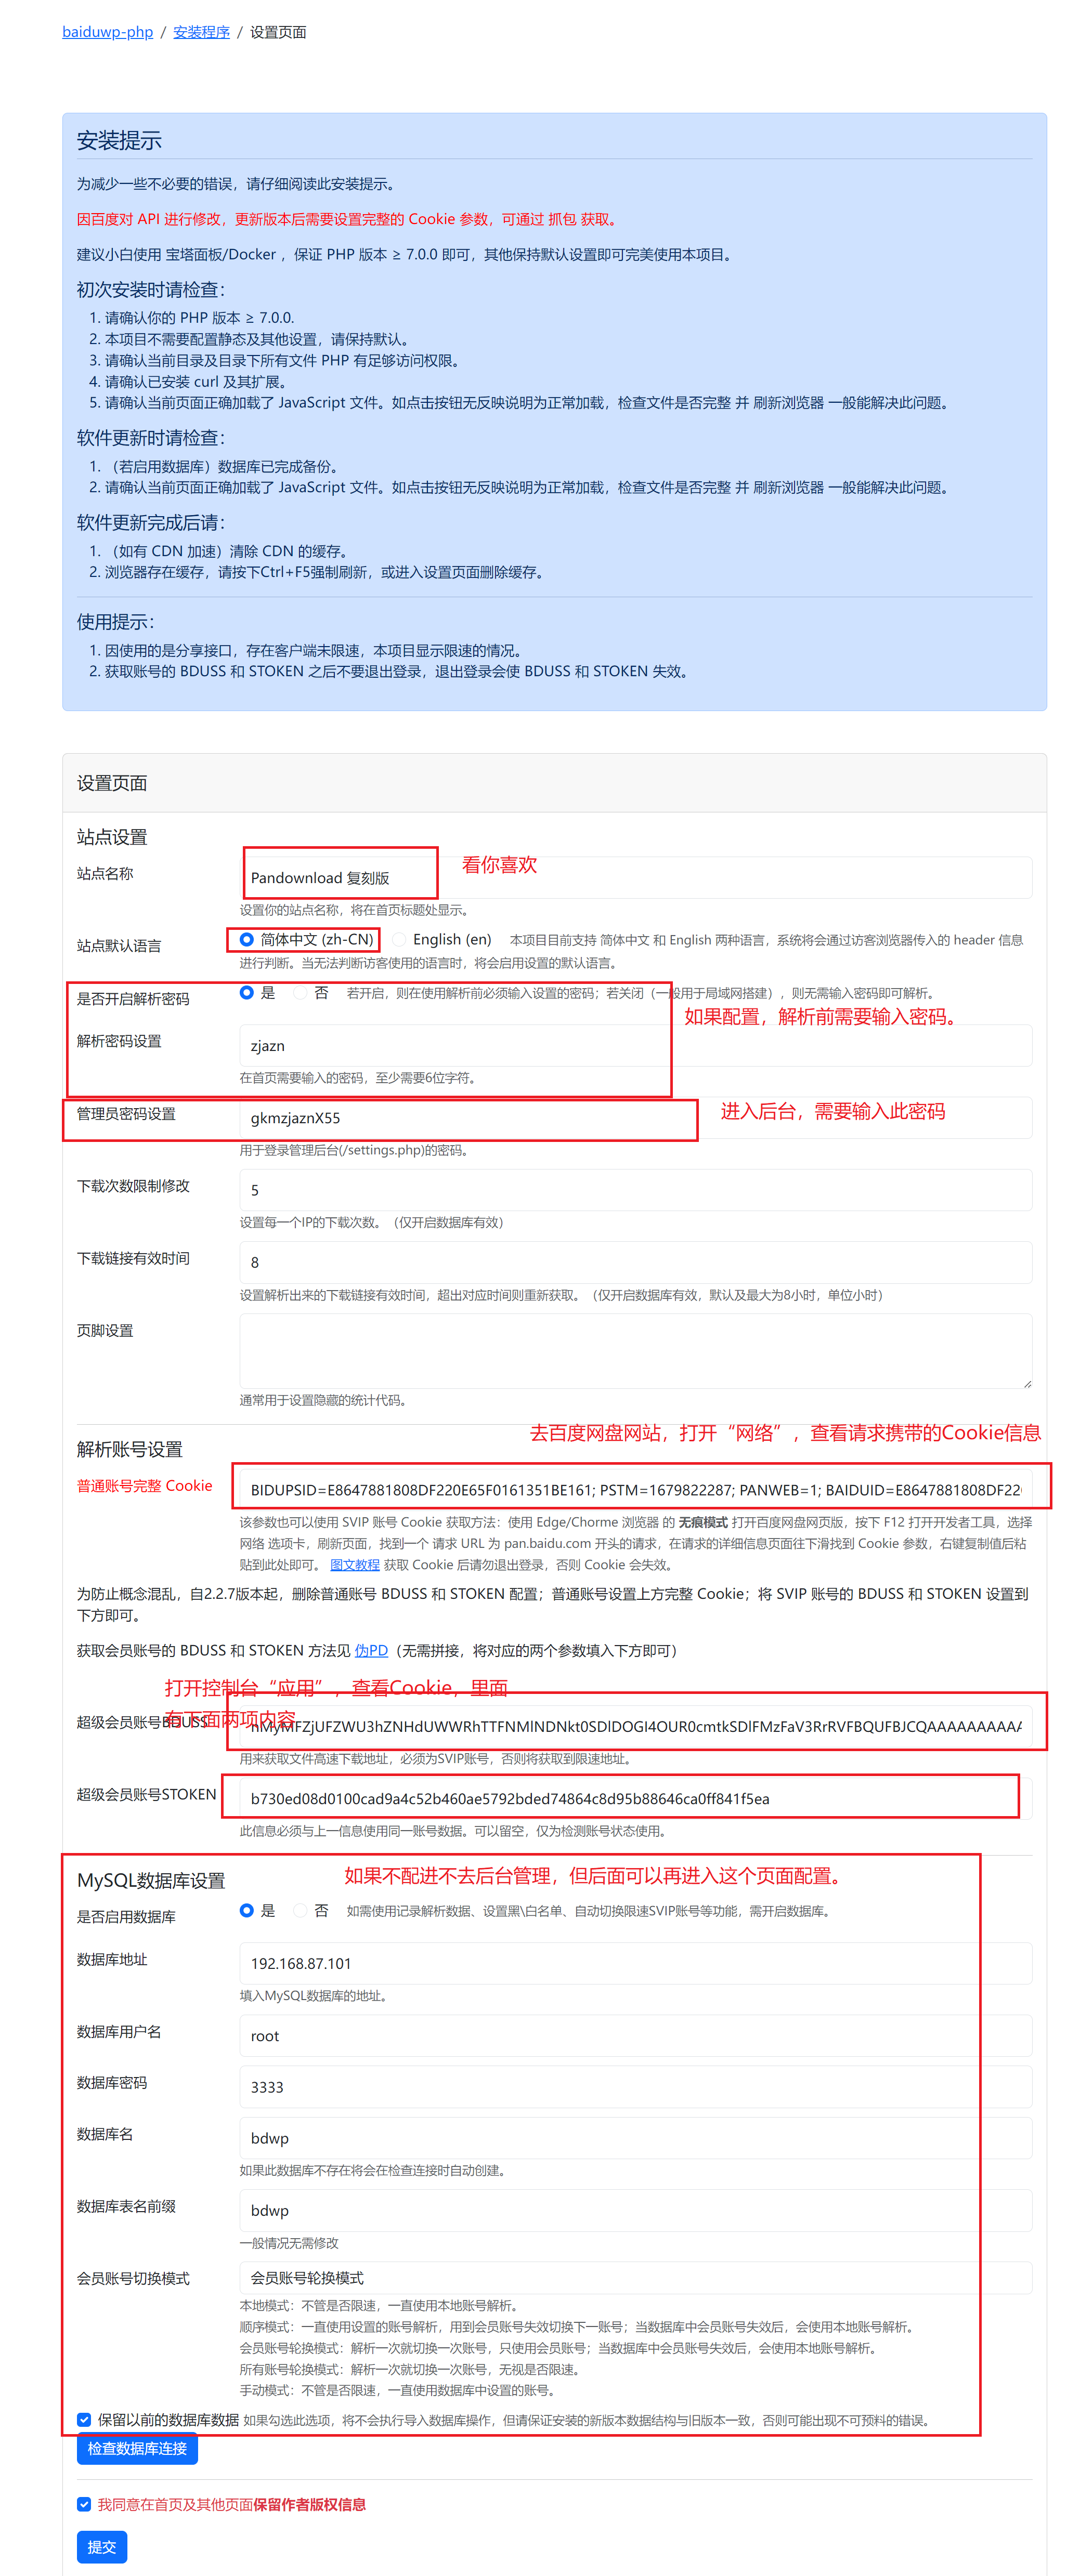 baiduwp-php / 安装程序 / 设置页面
安装提示
为减少一些不必要的错误，请仔细阅读此安装提示。
因百度对 API 进行修改，更新版本后需要设置完整的 Cookie 参数，可通过 抓包 获取。
建议小白使用 宝塔面板/Docker ，保证 PHP 版本 ≥ 7.0.0 即可，其他保持默认设置即可完美使用本项目。
初次安装时请检查：
1. 请确认你的 PHP 版本 ≥ 7.0.0.
2. 本项目不需要配置静态及其他设置，请保持默认。
3. 请确认当前目录及目录下所有文件 PHP 有足够访问权限。
4. 请确认已安装 curl 及其扩展。
5. 请确认当前页面正确加载了 JavaScript 文件。如点击按钮无反映说明为正常加载，检查文件是否完整 并 刷新浏览器 一般能解决此问题。
软件更新时请检查：
1. （若启用数据库）数据库已完成备份。
2. 请确认当前页面正确加载了 JavaScript 文件。如点击按钮无反映说明为正常加载，检查文件是否完整 并 刷新浏览器 一般能解决此问题。
软件更新完成后请：
1. （如有 CDN 加速）清除 CDN 的缓存。
2. 浏览器存在缓存，请按下Ctrl+F5强制刷新，或进入设置页面删除缓存。
使用提示：
1. 因使用的是分享接口，存在客户端未限速，本项目显示限速的情况。
2. 获取账号的 BDUSS 和 STOKEN 之后不要退出登录，退出登录会使 BDUSS 和 STOKEN 失效。
设置页面
站点设置
站点名称
Pandownload 复刻版
看你喜欢
设置你的站点名称，将在首页标题处显示。
站点默认语言
简体中文 (zh-CN) English (en) 本项目目前支持 简体中文 和 English 两种语言，系统将会通过访客浏览器传入的 header 信息
进行判断。当无法判断访客使用的语言时，将会启用设置的默认语言。
是否开启解析密码
是 否 若开启，则在使用解析前必须输入设置的密码；若关闭（一般用于局域网搭建），则无需输入密码即可解析。
如果配置，解析前需要输入密码。
解析密码设置
zjazn
在首页需要输入的密码，至少需要6位字符。
管理员密码设置
gkmzjaznX55
进入后台，需要输入此密码
用于登录管理后台(/settings.php)的密码。
下载次数限制修改
5
设置每一个IP的下载次数。（仅开启数据库有效）
下载链接有效时间
8
设置解析出来的下载链接有效时间，超出对应时间则重新获取。（仅开启数据库有效，默认及最大为8小时，单位小时）
页脚设置
通常用于设置隐藏的统计代码。
去百度网盘网站，打开“网络”，查看请求携带的Cookie信息
解析账号设置
普通账号完整 Cookie
BIDUPSID=E8647881808DF220E65F0161351BE161; PSTM=1679822287; PANWEB=1; BAIDUID=E8647881808DF22
该参数也可以使用 SVIP 账号 Cookie 获取方法：使用 Edge/Chorme 浏览器 的 无痕模式 打开百度网盘网页版，按下 F12 打开开发者工具，选择
网络 选项卡，刷新页面，找到一个 请求 URL 为 pan.baidu.com 开头的请求，在请求的详细信息页面往下滑找到 Cookie 参数，右键复制值后粘
贴到此处即可。 图文教程 获取 Cookie 后请勿退出登录，否则 Cookie 会失效。
为防止概念混乱，自2.2.7版本起，删除普通账号 BDUSS 和 STOKEN 配置；普通账号设置上方完整 Cookie；将 SVIP 账号的 BDUSS 和 STOKEN 设置到
下方即可。
获取会员账号的 BDUSS 和 STOKEN 方法见 伪PD（无需拼接，将对应的两个参数填入下方即可）
打开控制台“应用”，查看Cookie，里面
有下面两项内容
超级会员账号BDUSS
用来获取文件高速下载地址，必须为SVIP账号，否则将获取到限速地址。
超级会员账号STOKEN
b730ed08d0100cad9a4c52b460ae5792bded74864c8d95b88646ca0ff841f5ea
此信息必须与上一信息使用同一账号数据。可以留空，仅为检测账号状态使用。
MySQL数据库设置
如果不配进不去后台管理，但后面可以再进入这个页面配置。
是否启用数据库
是 否 如需使用记录解析数据、设置黑\白名单、自动切换限速SVIP账号等功能，需开启数据库。
数据库地址
192.168.87.101
填入MySQL数据库的地址。
数据库用户名
root
数据库密码
3333
数据库名
bdwp
如果此数据库不存在将会在检查连接时自动创建。
数据库表名前缀
bdwp
一般情况无需修改
会员账号切换模式
会员账号轮换模式
本地模式：不管是否限速，一直使用本地账号解析。
顺序模式：一直使用设置的账号解析，用到会员账号失效切换下一账号；当数据库中会员账号失效后，会使用本地账号解析。
会员账号轮换模式：解析一次就切换一次账号，只使用会员账号；当数据库中会员账号失效后，会使用本地账号解析。
所有账号轮换模式：解析一次就切换一次账号，无视是否限速。
手动模式：不管是否限速，一直使用数据库中设置的账号。
保留以前的数据库数据 如果勾选此选项，将不会执行导入数据库操作，但请保证安装的新版本数据结构与旧版本一致，否则可能出现不可预料的错误。
检查数据库连接
我同意在首页及其他页面保留作者版权信息
提交